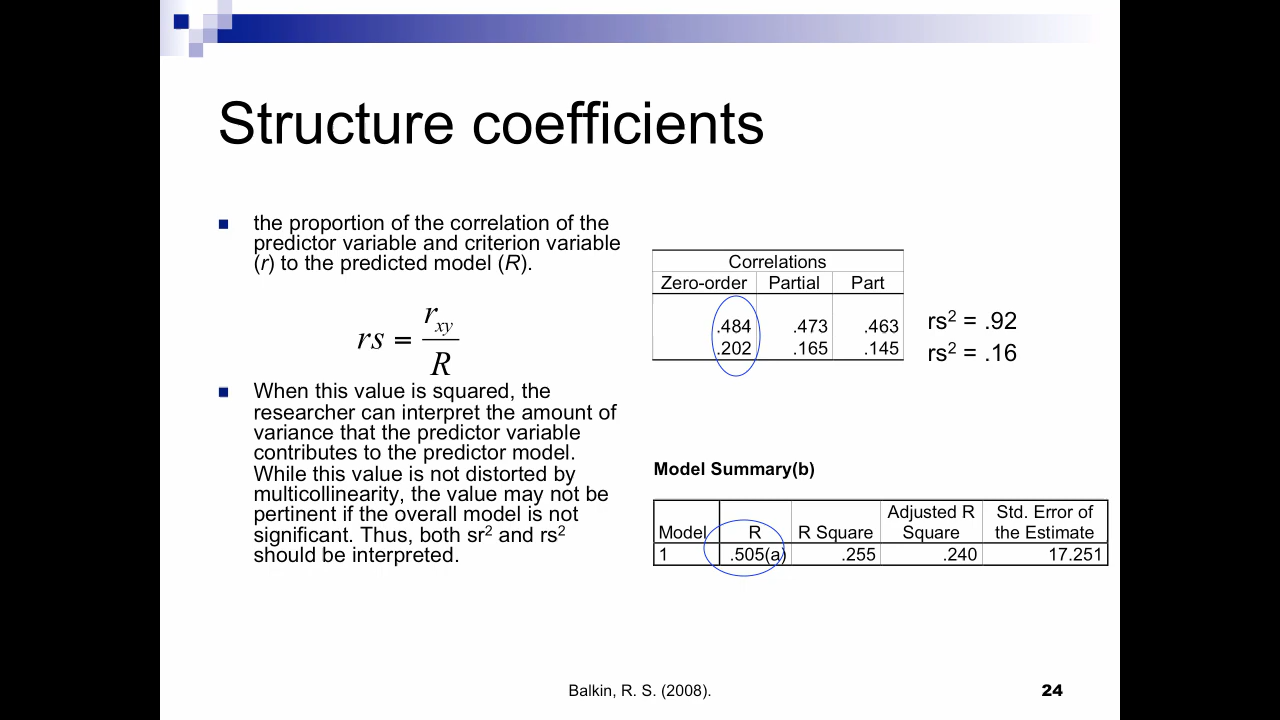 Structure coefficients
the proportion of the correlation of the
predictor variable and criterion variable
(r) to the predicted model (R).
rs = rxy / R
When this value is squared, the
researcher can interpret the amount of
variance that the predictor variable
contributes to the predictor model.
While this value is not distorted by
multicollinearity, the value may not be
pertinent if the overall model is not
significant. Thus, both sr² and rs²
should be interpreted.
Correlations
Zero-order Partial Part
.484 .473 .463
.202 .165 .145
rs² = .92
rs² = .16
Model Summary(b)
Adjusted R Std. Error of
Model R R Square Square the Estimate
1 .505(a) .255 .240 17.251
Balkin, R. S. (2008).
24